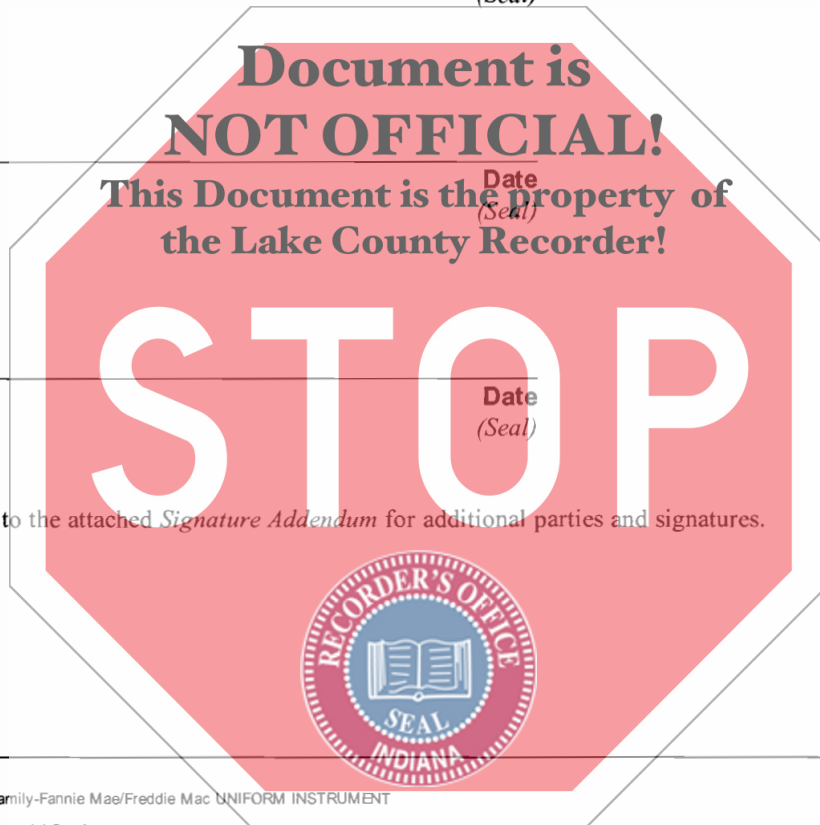 (Seal)
Document is
NOT OFFICIAL!
Date
This Document is the property of
(Seal)
the Lake County Recorder!
STOP
Date
(Seal)
to the attached Signature Addendum for additional parties and signatures.
RECORDER'S OFFICE
SEAL
INDIANA
amily-Fannie Mae/Freddie Mac UNIFORM INSTRUMENT